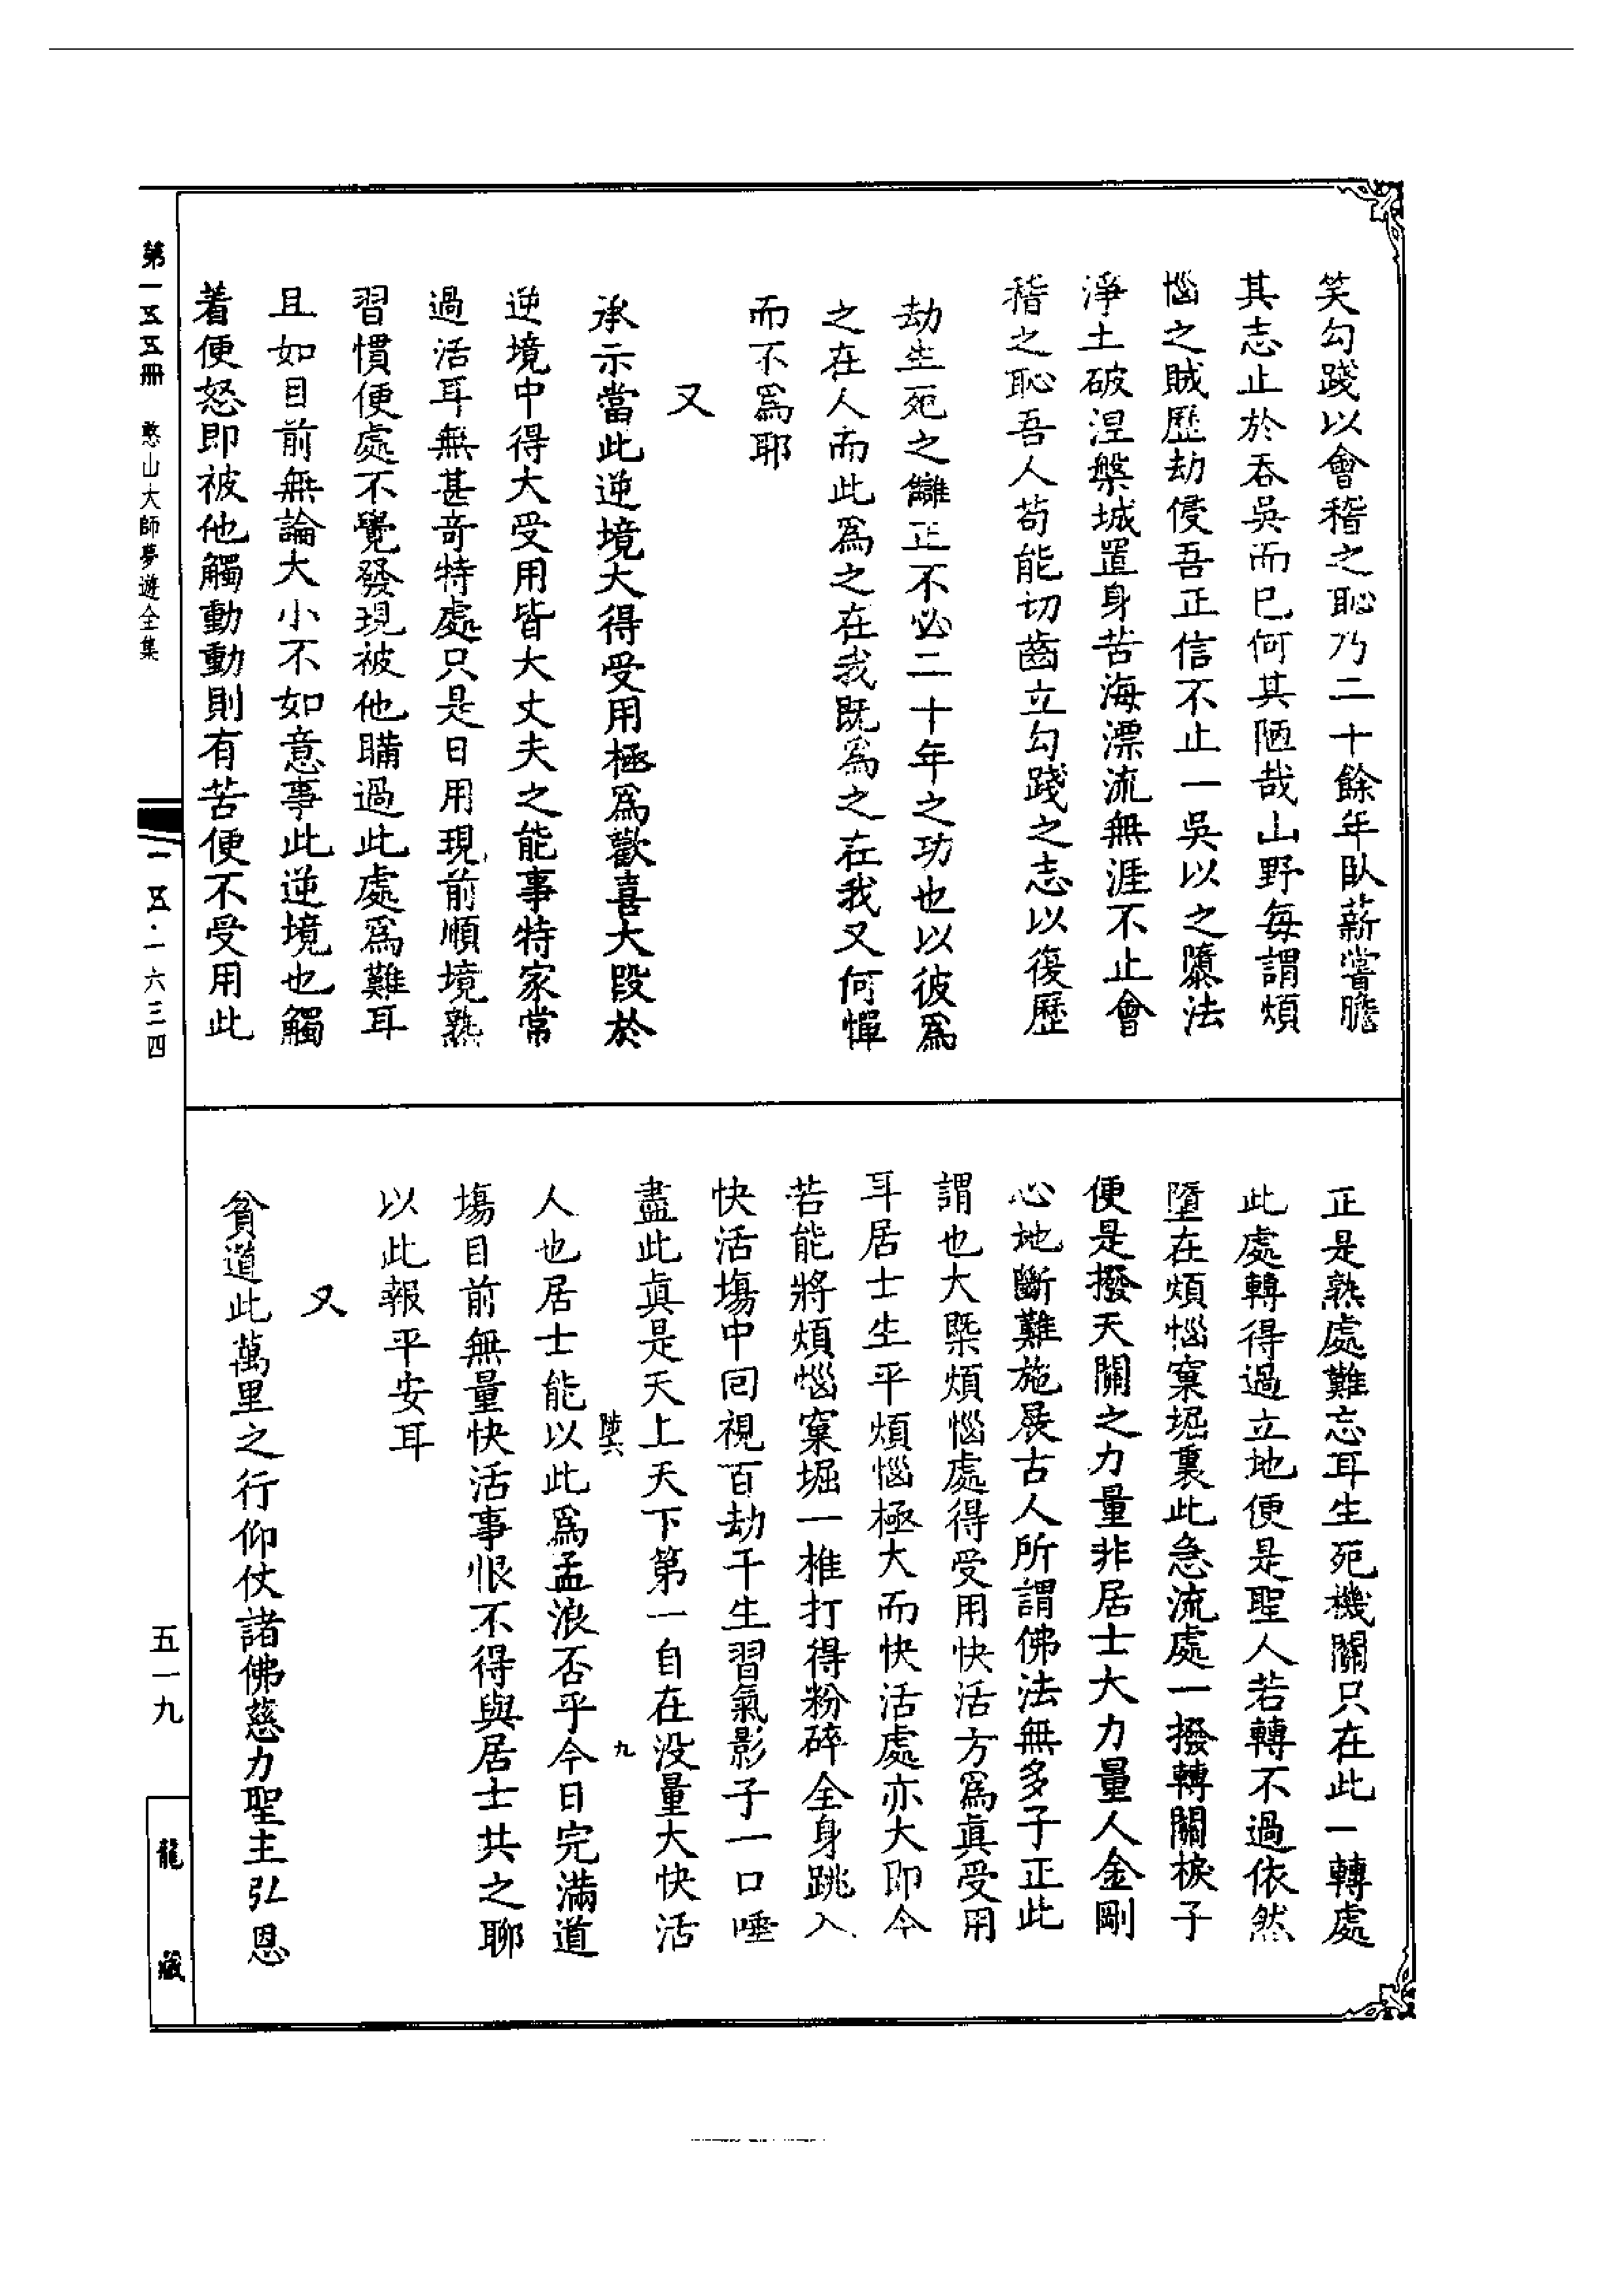 笑勾踐以會稽之恥乃二十餘年臥薪嘗膽
其志止於吞吳而已何其陋哉山野每謂煩
惱之賊歷劫侵吾正信不止一吳以之隳法
淨土破涅槃城置身苦海漂流無涯不止會
稽之恥吾人苟能切齒立勾踐之志以復歷
劫生死之讎正不必二十年之功也以彼爲
之在人而此爲之在我既爲之在我又何憚
而不爲耶
又
承示當此逆境大得受用極爲歡喜大段於
逆境中得大受用皆大丈夫之能事特家常
過活耳無甚奇特處只是日用現前順境熟
習慣便處不覺發現被他瞞過此處爲難耳
且如目前無論大小不如意事此逆境也觸
着便怒即被他觸動動則有苦便不受用此
正是熟處難忘耳生死機關只在此一轉處
此處轉得過立地便是聖人若轉不過依然
墮在煩惱窠堀裏此急流處一撥轉關棙子
便是撥天關之力量非居士大力量人金剛
心地斷難施展古人所謂佛法無多子正此
謂也大槩煩惱處得受用快活方爲真受用
耳居士生平煩惱極大而快活處亦大即今
若能將煩惱窠堀一椎打得粉碎全身跳入
快活場中回視百劫千生習氣影子一口唾
盡此真是天上天下第一自在没量大快活
人也居士能以此爲孟浪否乎今日完滿道
場目前無量快活事恨不得與居士共之聊
以此報平安耳
又
貧道此萬里之行仰仗諸佛慈力聖主弘恩
陸六
九
第一五五冊 憨山大師夢遊全集
一五·一六三四
五一九
龍藏